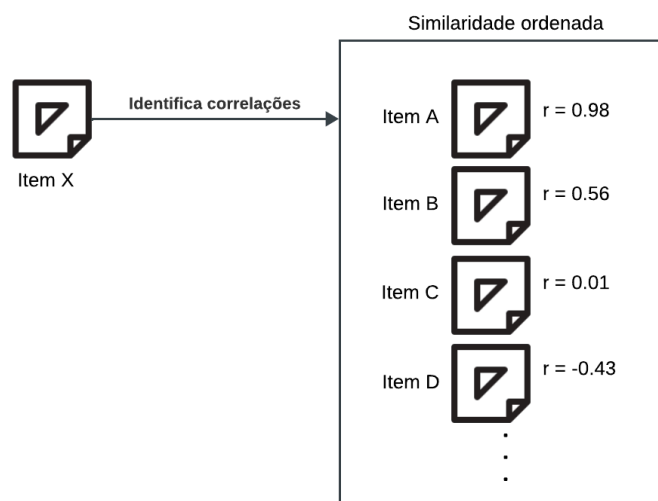 Similaridade ordenada
Identifica correlações
Item X
Item A
r = 0.98
Item B
r = 0.56
Item C
r = 0.01
Item D
r = -0.43